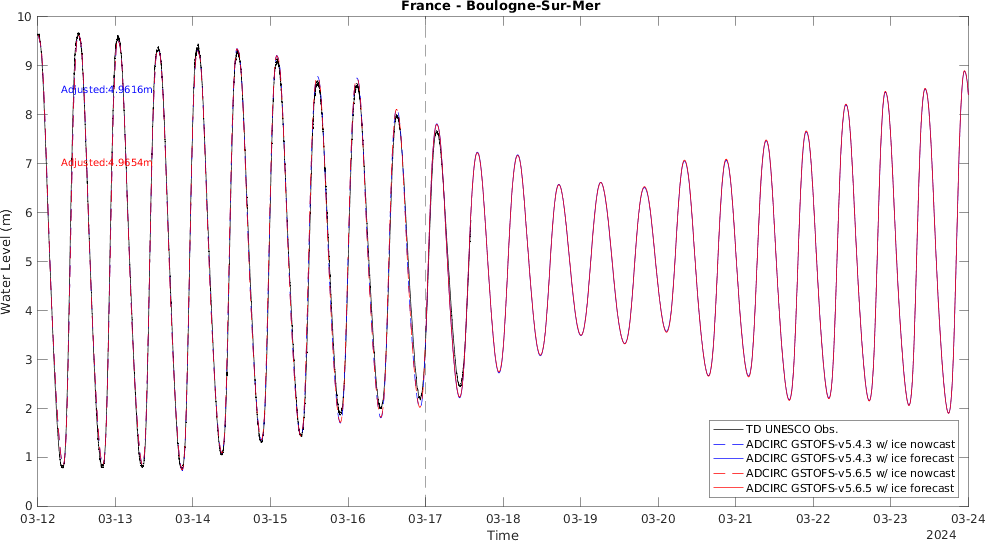 France - Boulogne-Sur-Mer
10
9
8
7
6
5
4
3
2
1
0
Water Level (m)
Adjusted:4.9616m
Adjusted:4.9654m
TD UNESCO Obs.
ADCIRC GSTOFS-v5.4.3 w/ ice nowcast
ADCIRC GSTOFS-v5.4.3 w/ ice forecast
ADCIRC GSTOFS-v5.6.5 w/ ice nowcast
ADCIRC GSTOFS-v5.6.5 w/ ice forecast
03-12 03-13 03-14 03-15 03-16 03-17 03-18 03-19 03-20 03-21 03-22 03-23 03-24
Time
2024